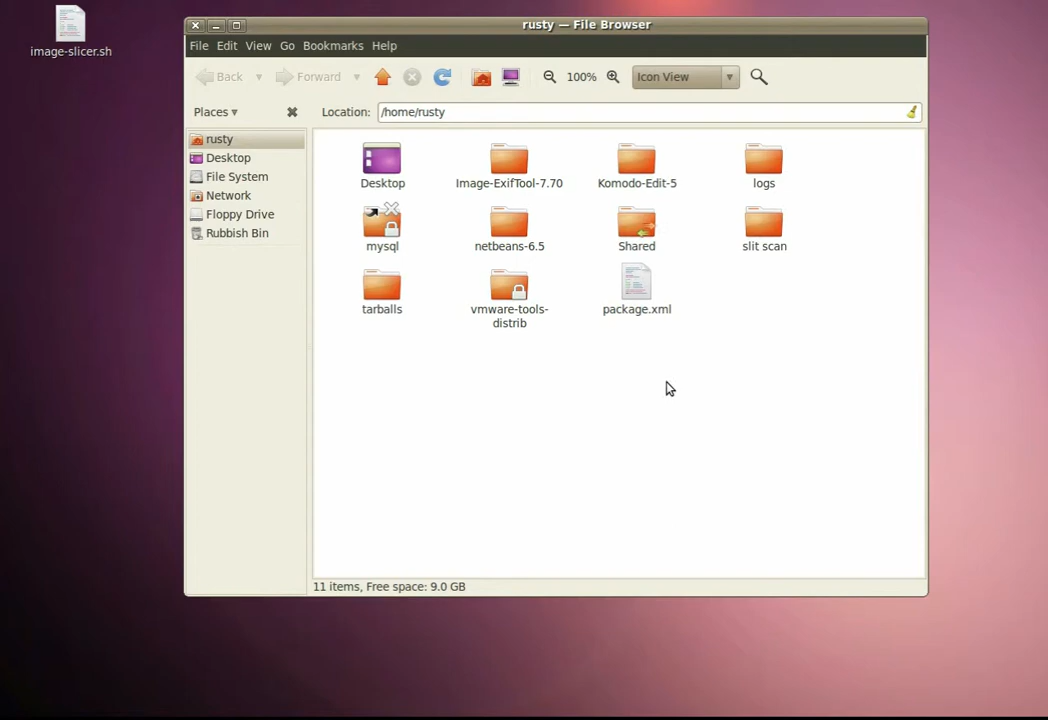 image-slicer.sh
rusty — File Browser
File Edit View Go Bookmarks Help
Back Forward 100% Icon View
Places Location: /home/rusty
rusty
Desktop
File System
Network
Floppy Drive
Rubbish Bin
Desktop Image-ExifTool-7.70 Komodo-Edit-5 logs
mysql netbeans-6.5 Shared slit scan
tarballs vmware-tools-distrib package.xml
11 items, Free space: 9.0 GB